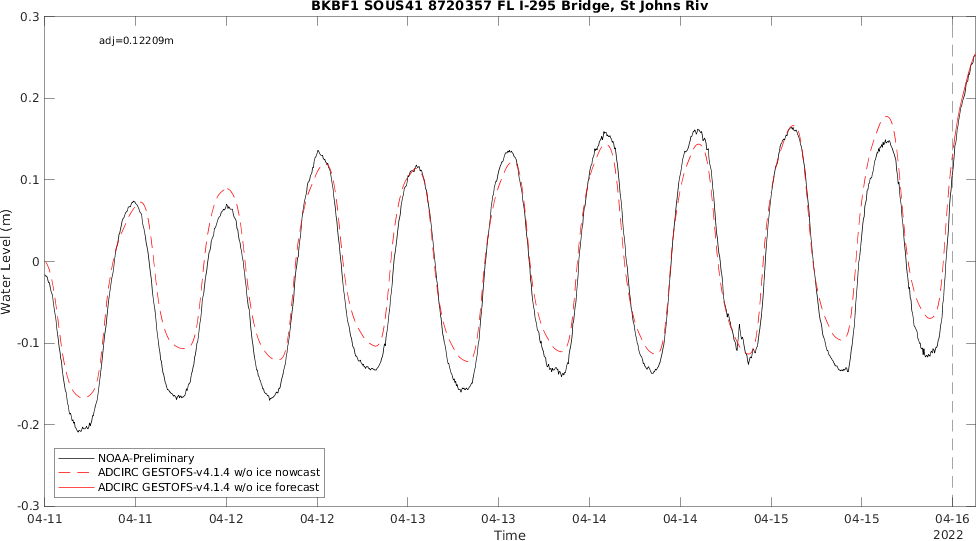 BKBF1 SOUS41 8720357 FL I-295 Bridge, St Johns Riv
adj=0.12209m
0.3
0.2
0.1
0
-0.1
-0.2
-0.3
Water Level (m)
NOAA-Preliminary
ADCIRC GESTOFS-v4.1.4 w/o ice nowcast
ADCIRC GESTOFS-v4.1.4 w/o ice forecast
04-11 04-11 04-12 04-12 04-13 04-13 04-14 04-14 04-15 04-15 04-16
Time
2022